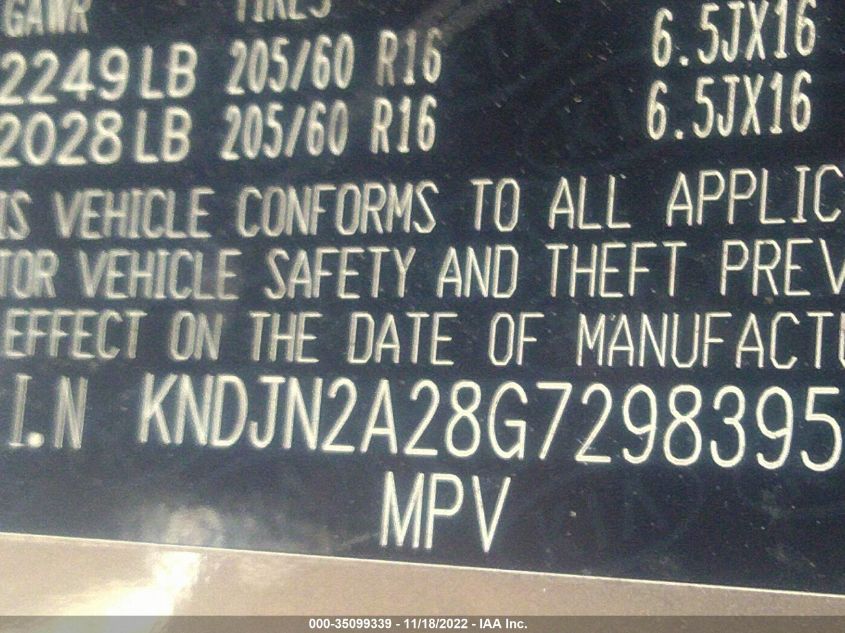 GAWR TIRES
2249LB 205/60 R16 6.5JX16
2028LB 205/60 R16 6.5JX16
IS VEHICLE CONFORMS TO ALL APPLIC
TOR VEHICLE SAFETY AND THEFT PREV
EFFECT ON THE DATE OF MANUFACTU
I.N KNDJN2A28G7298395
MPV
000-35099339 - 11/18/2022 - IAA Inc.